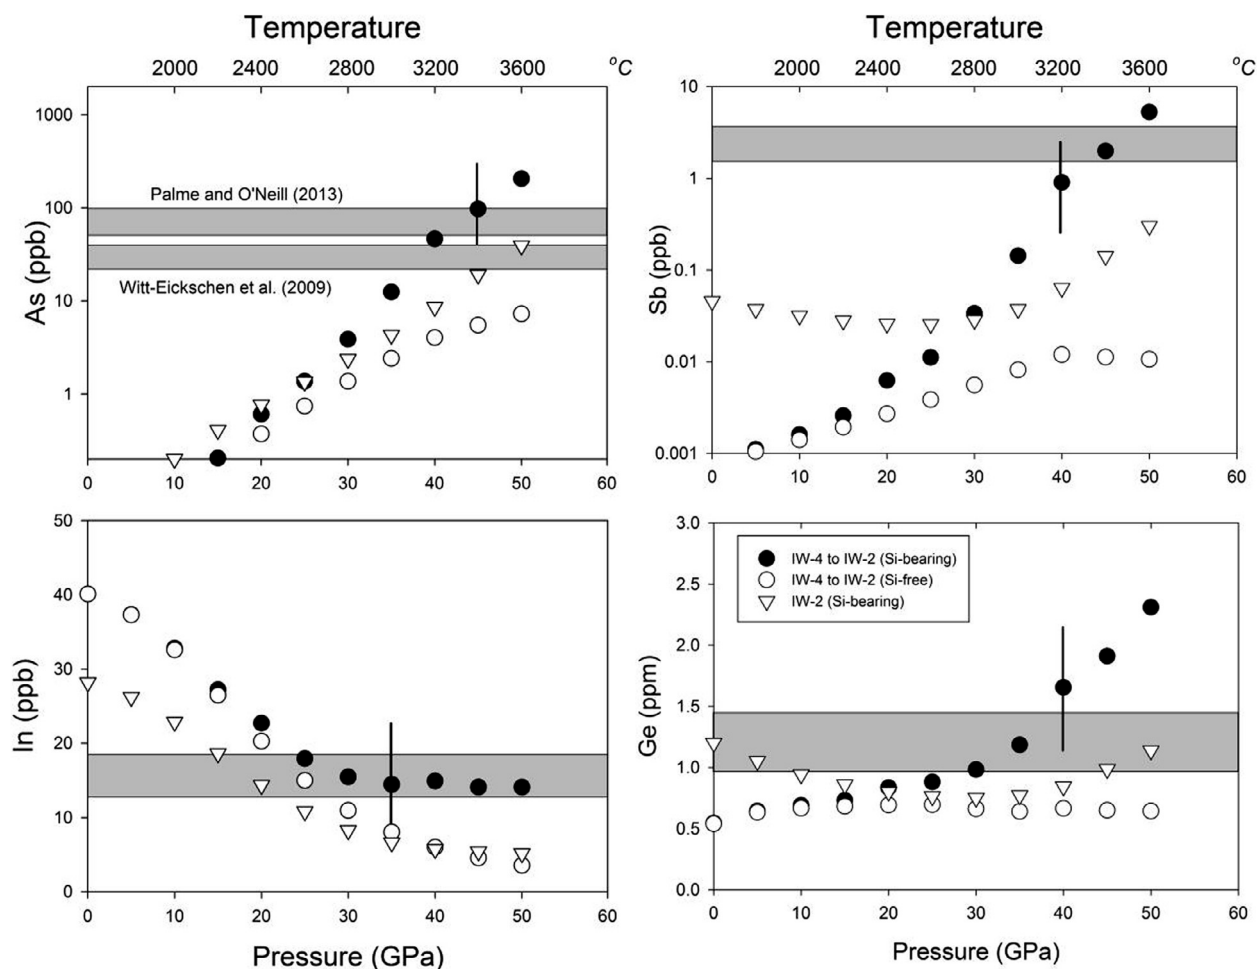 Temperature
2000 2400 2800 3200 3600 °C
1000
100
10
1
As (ppb)
Palme and O'Neill (2013)
Witt-Eickschen et al. (2009)
0 10 20 30 40 50 60
Temperature
2000 2400 2800 3200 3600 °C
10
1
0.1
0.01
0.001
Sb (ppb)
0 10 20 30 40 50 60
50
40
30
20
10
0
In (ppb)
0 10 20 30 40 50 60
Pressure (GPa)
3.0
2.5
2.0
1.5
1.0
0.5
0.0
Ge (ppm)
IW-4 to IW-2 (Si-bearing)
IW-4 to IW-2 (Si-free)
IW-2 (Si-bearing)
0 10 20 30 40 50 60
Pressure (GPa)